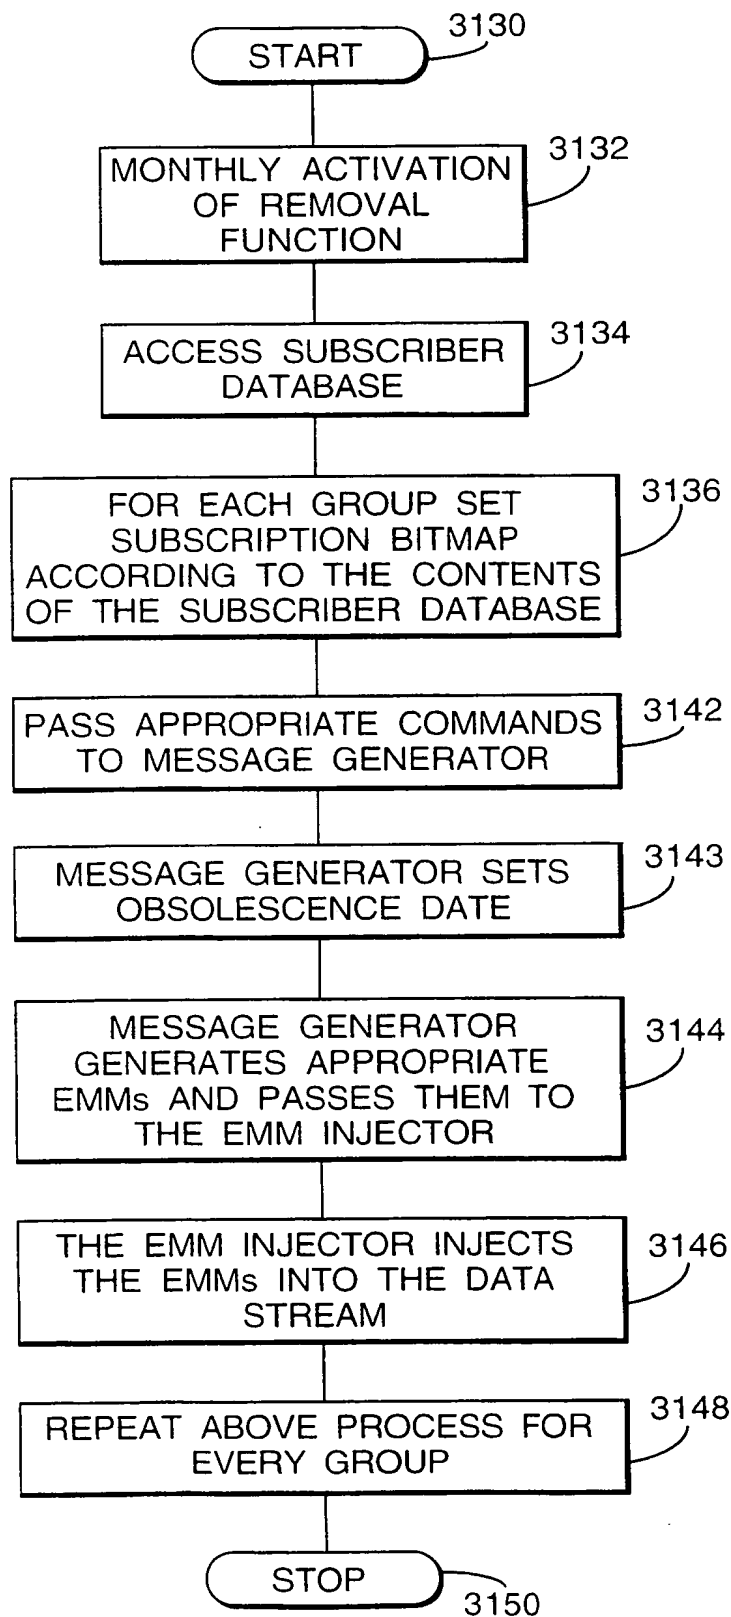 START
3130
MONTHLY ACTIVATION
OF REMOVAL
FUNCTION
3132
ACCESS SUBSCRIBER
DATABASE
3134
FOR EACH GROUP SET
SUBSCRIPTION BITMAP
ACCORDING TO THE CONTENTS
OF THE SUBSCRIBER DATABASE
3136
PASS APPROPRIATE COMMANDS
TO MESSAGE GENERATOR
3142
MESSAGE GENERATOR SETS
OBSOLESCENCE DATE
3143
MESSAGE GENERATOR
GENERATES APPROPRIATE
EMMs AND PASSES THEM TO
THE EMM INJECTOR
3144
THE EMM INJECTOR INJECTS
THE EMMs INTO THE DATA
STREAM
3146
REPEAT ABOVE PROCESS FOR
EVERY GROUP
3148
STOP
3150